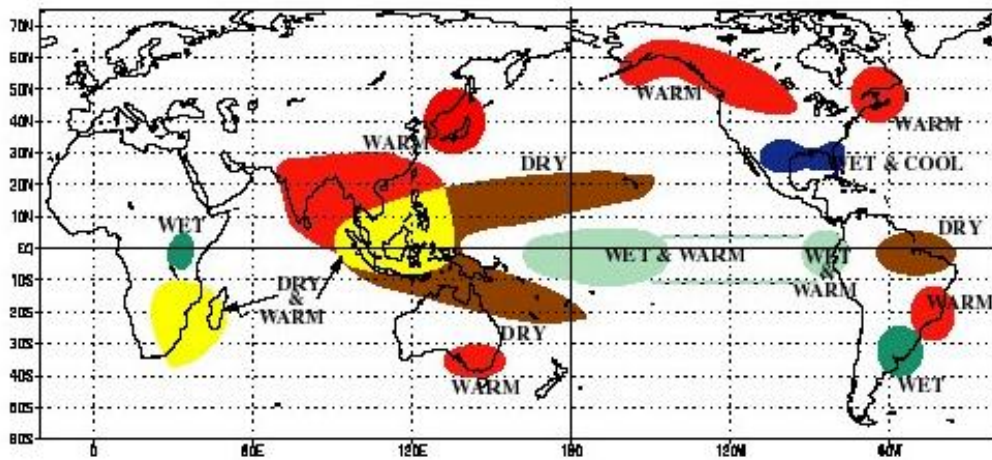 70N
60N
50N
40N
30N
20N
10N
EQ
10S
20S
30S
40S
50S
60S
0
60E
120E
180
120W
60W
WARM
WARM
WARM
DRY
WET & COOL
WET
DRY
WET & WARM
WET
&
WARM
DRY
&
WARM
WARM
DRY
WARM
WET